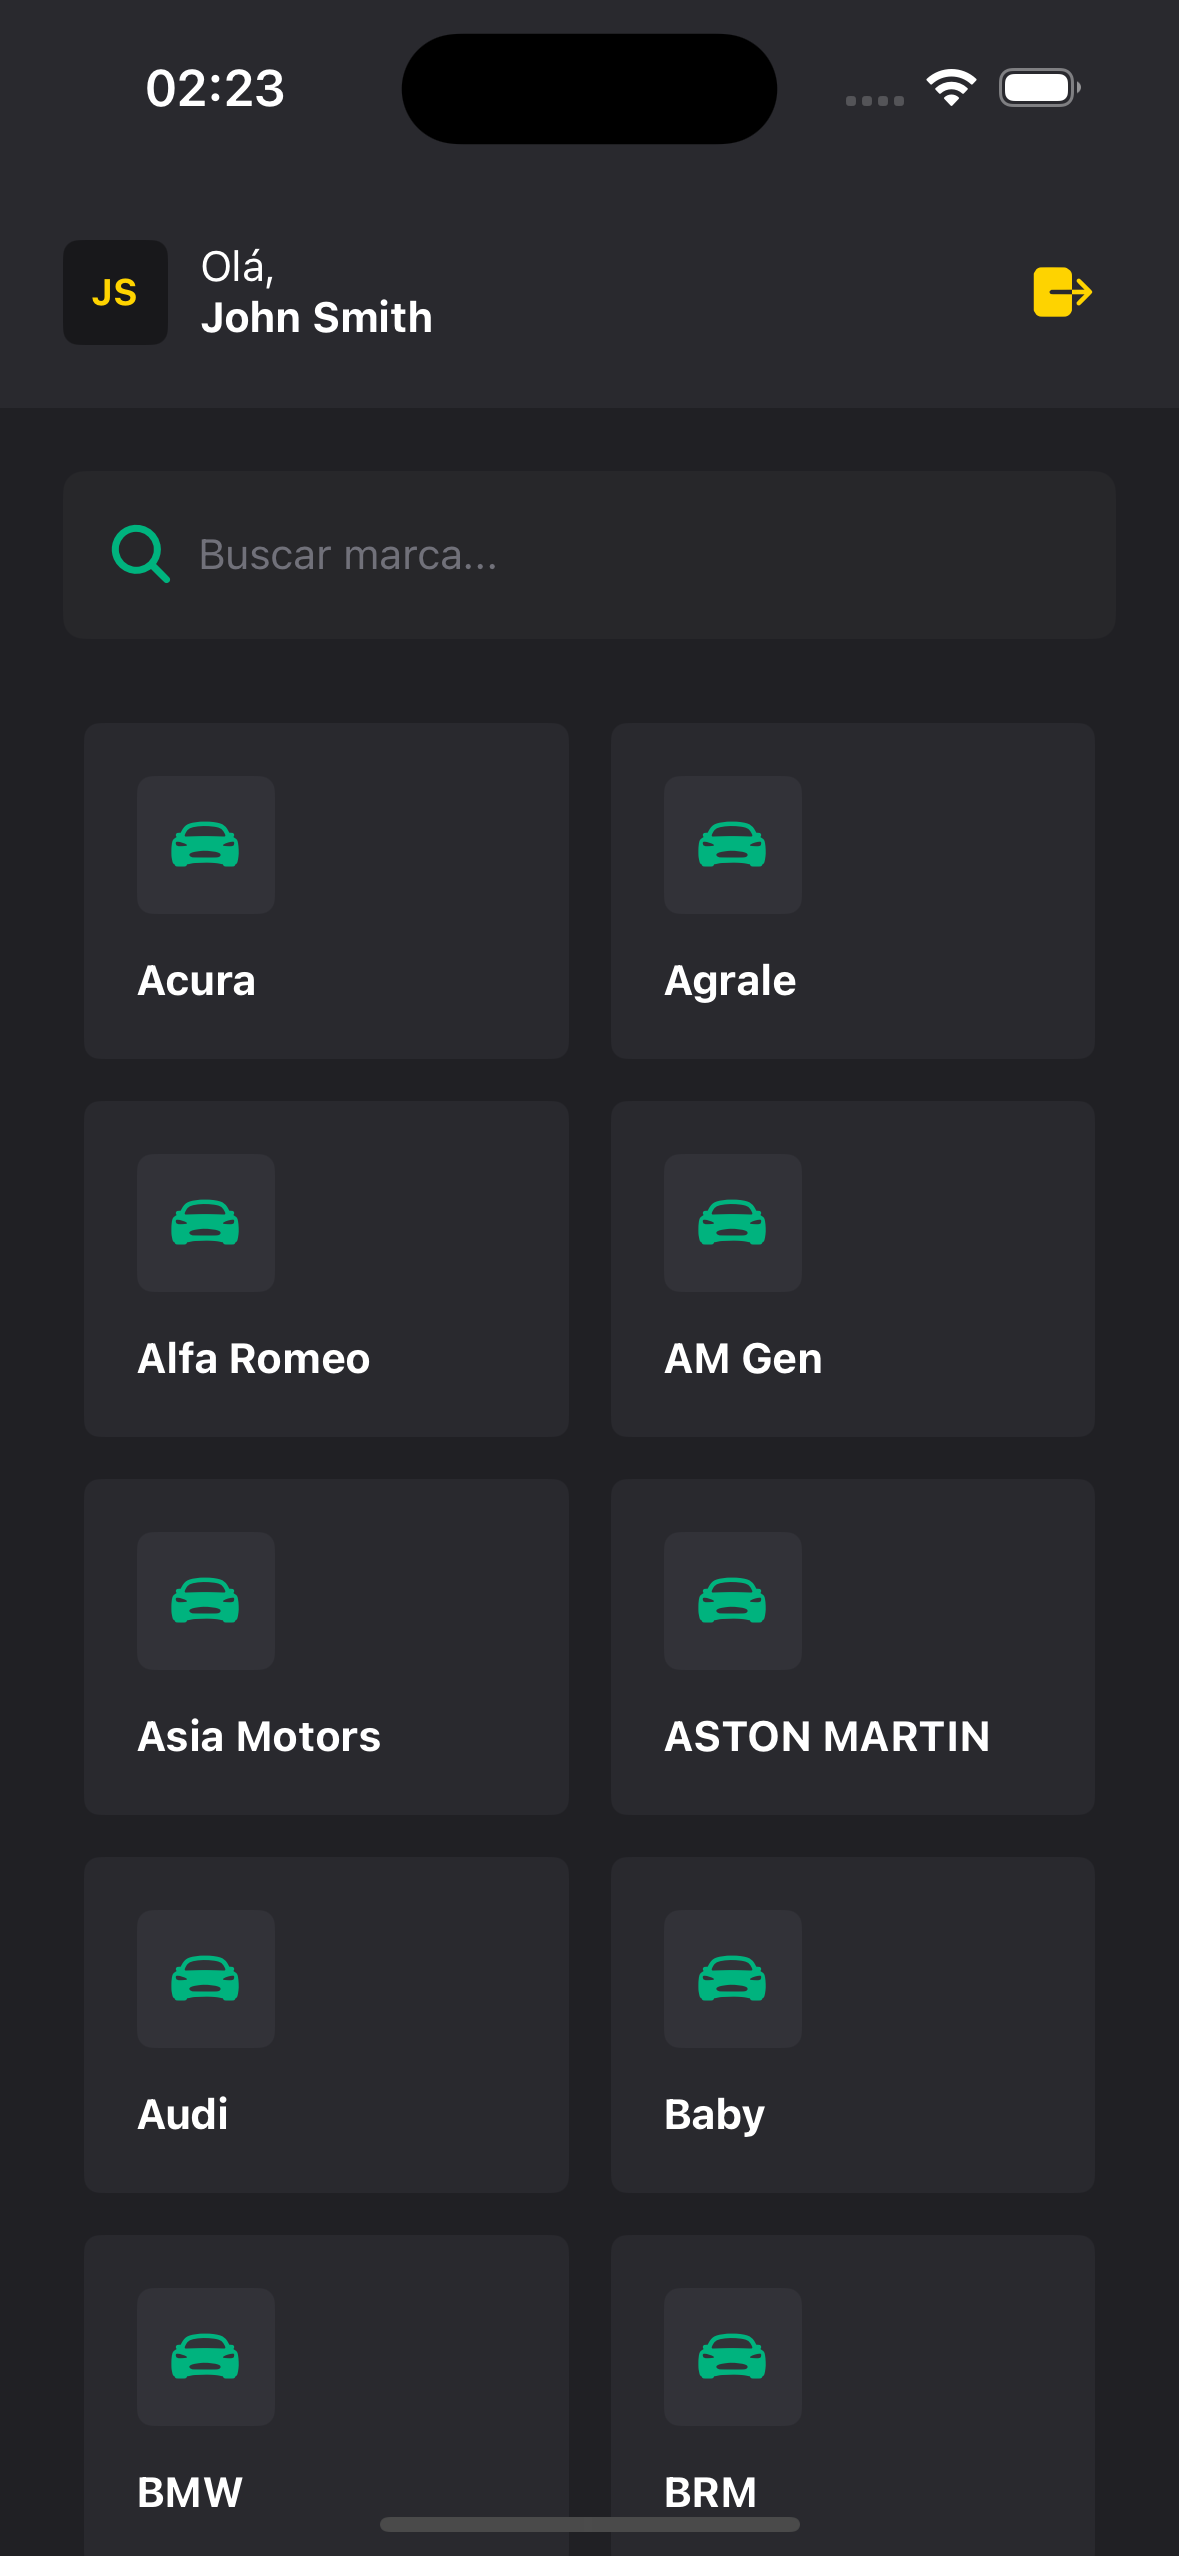 02:23
JS
Olá,
John Smith
Buscar marca...
Acura
Agrale
Alfa Romeo
AM Gen
Asia Motors
ASTON MARTIN
Audi
Baby
BMW
BRM